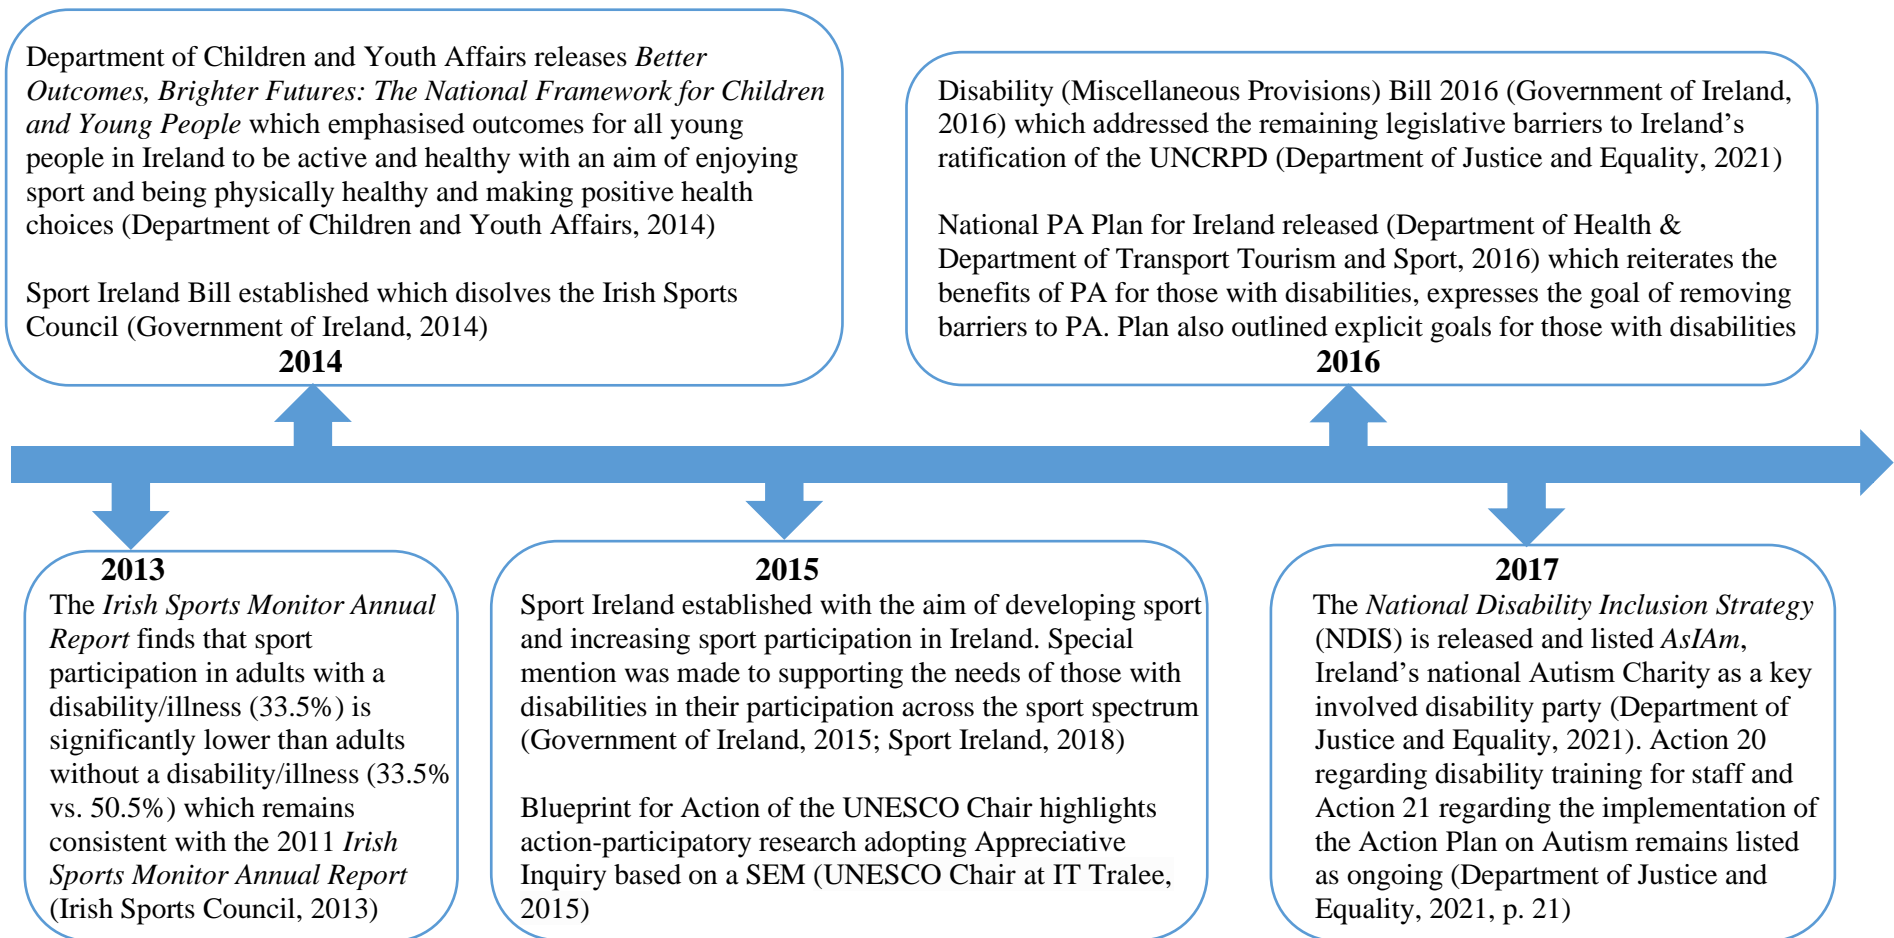 Department of Children and Youth Affairs releases Better
Outcomes, Brighter Futures: The National Framework for Children
and Young People which emphasised outcomes for all young
people in Ireland to be active and healthy with an aim of enjoying
sport and being physically healthy and making positive health
choices (Department of Children and Youth Affairs, 2014)
Sport Ireland Bill established which disolves the Irish Sports
Council (Government of Ireland, 2014)
2014
Disability (Miscellaneous Provisions) Bill 2016 (Government of Ireland,
2016) which addressed the remaining legislative barriers to Ireland’s
ratification of the UNCRPD (Department of Justice and Equality, 2021)
National PA Plan for Ireland released (Department of Health &
Department of Transport Tourism and Sport, 2016) which reiterates the
benefits of PA for those with disabilities, expresses the goal of removing
barriers to PA. Plan also outlined explicit goals for those with disabilities
2016
2013
The Irish Sports Monitor Annual
Report finds that sport
participation in adults with a
disability/illness (33.5%) is
significantly lower than adults
without a disability/illness (33.5%
vs. 50.5%) which remains
consistent with the 2011 Irish
Sports Monitor Annual Report
(Irish Sports Council, 2013)
2015
Sport Ireland established with the aim of developing sport
and increasing sport participation in Ireland. Special
mention was made to supporting the needs of those with
disabilities in their participation across the sport spectrum
(Government of Ireland, 2015; Sport Ireland, 2018)
Blueprint for Action of the UNESCO Chair highlights
action-participatory research adopting Appreciative
Inquiry based on a SEM (UNESCO Chair at IT Tralee,
2015)
2017
The National Disability Inclusion Strategy
(NDIS) is released and listed AsIAm,
Ireland’s national Autism Charity as a key
involved disability party (Department of
Justice and Equality, 2021). Action 20
regarding disability training for staff and
Action 21 regarding the implementation of
the Action Plan on Autism remains listed
as ongoing (Department of Justice and
Equality, 2021, p. 21)